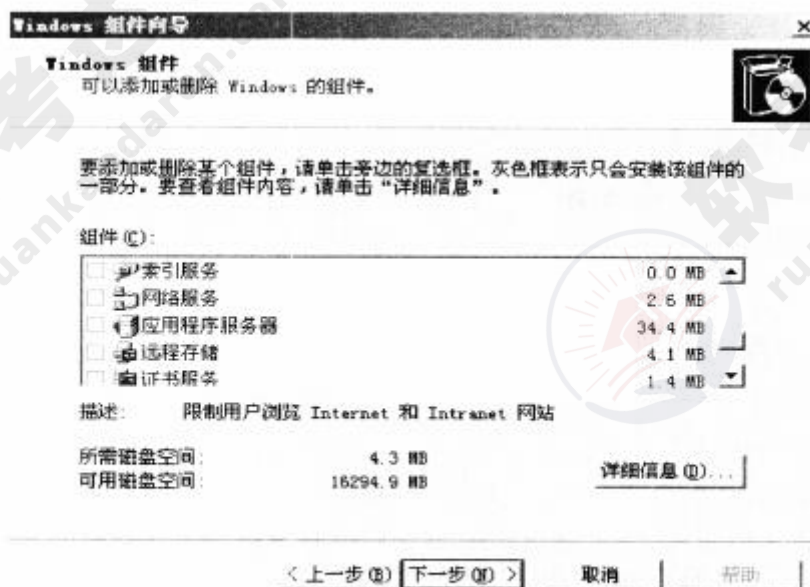 Windows 组件向导
Windows 组件
可以添加或删除 Windows 的组件。
要添加或删除某个组件，请单击旁边的复选框。灰色框表示只会安装该组件的
一部分。要查看组件内容，请单击“详细信息”。
组件(C):
索引服务 0.0 MB
网络服务 2.6 MB
应用程序服务器 34.4 MB
远程存储 4.1 MB
证书服务 1.4 MB
描述: 限制用户浏览 Internet 和 Intranet 网站
所需磁盘空间: 4.3 MB
可用磁盘空间: 16294.9 MB
详细信息(D)...
< 上一步(B)
下一步(N) >
取消
帮助